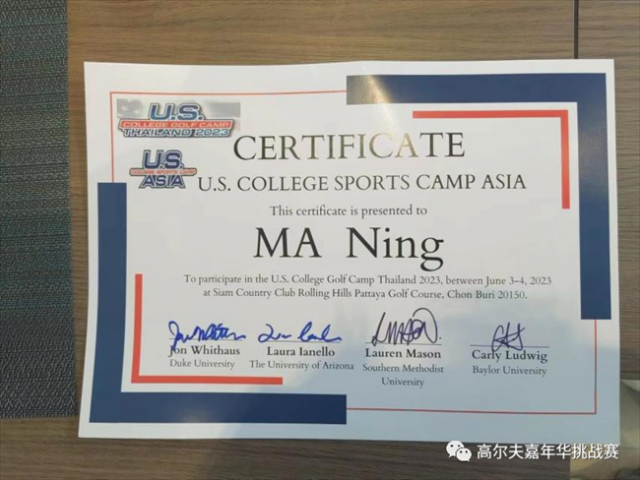 U.S.
COLLEGE GOLF CAMP
THAILAND 2023
U.S.
COLLEGE SPORTS CAMP
ASIA
CERTIFICATE
U.S. COLLEGE SPORTS CAMP ASIA
This certificate is presented to
MA Ning
To participate in the U.S. College Golf Camp Thailand 2023, between June 3-4, 2023
at Siam Country Club Rolling Hills Pattaya Golf Course, Chon Buri 20150.
Jon Whithaus
Duke University
Laura Ianello
The University of Arizona
Lauren Mason
Southern Methodist
University
Carly Ludwig
Baylor University
高尔夫嘉年华挑战赛